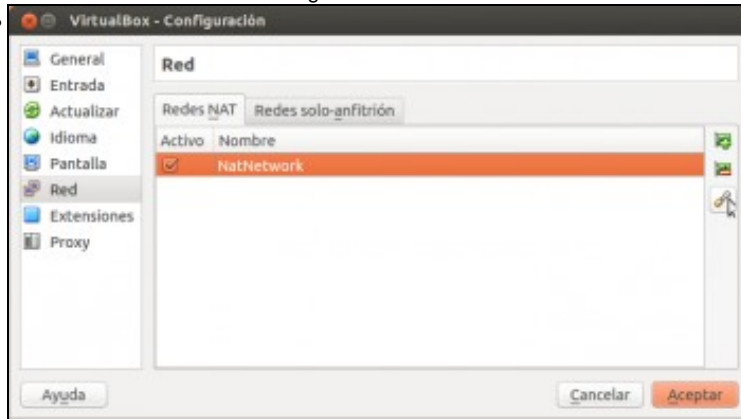 VirtualBox - Configuración
General
Entrada
Actualizar
Idioma
Pantalla
Red
Extensiones
Proxy
Red
Redes NAT Redes solo-anfitrión
Activo Nombre
NatNetwork
Ayuda Cancelar Aceptar